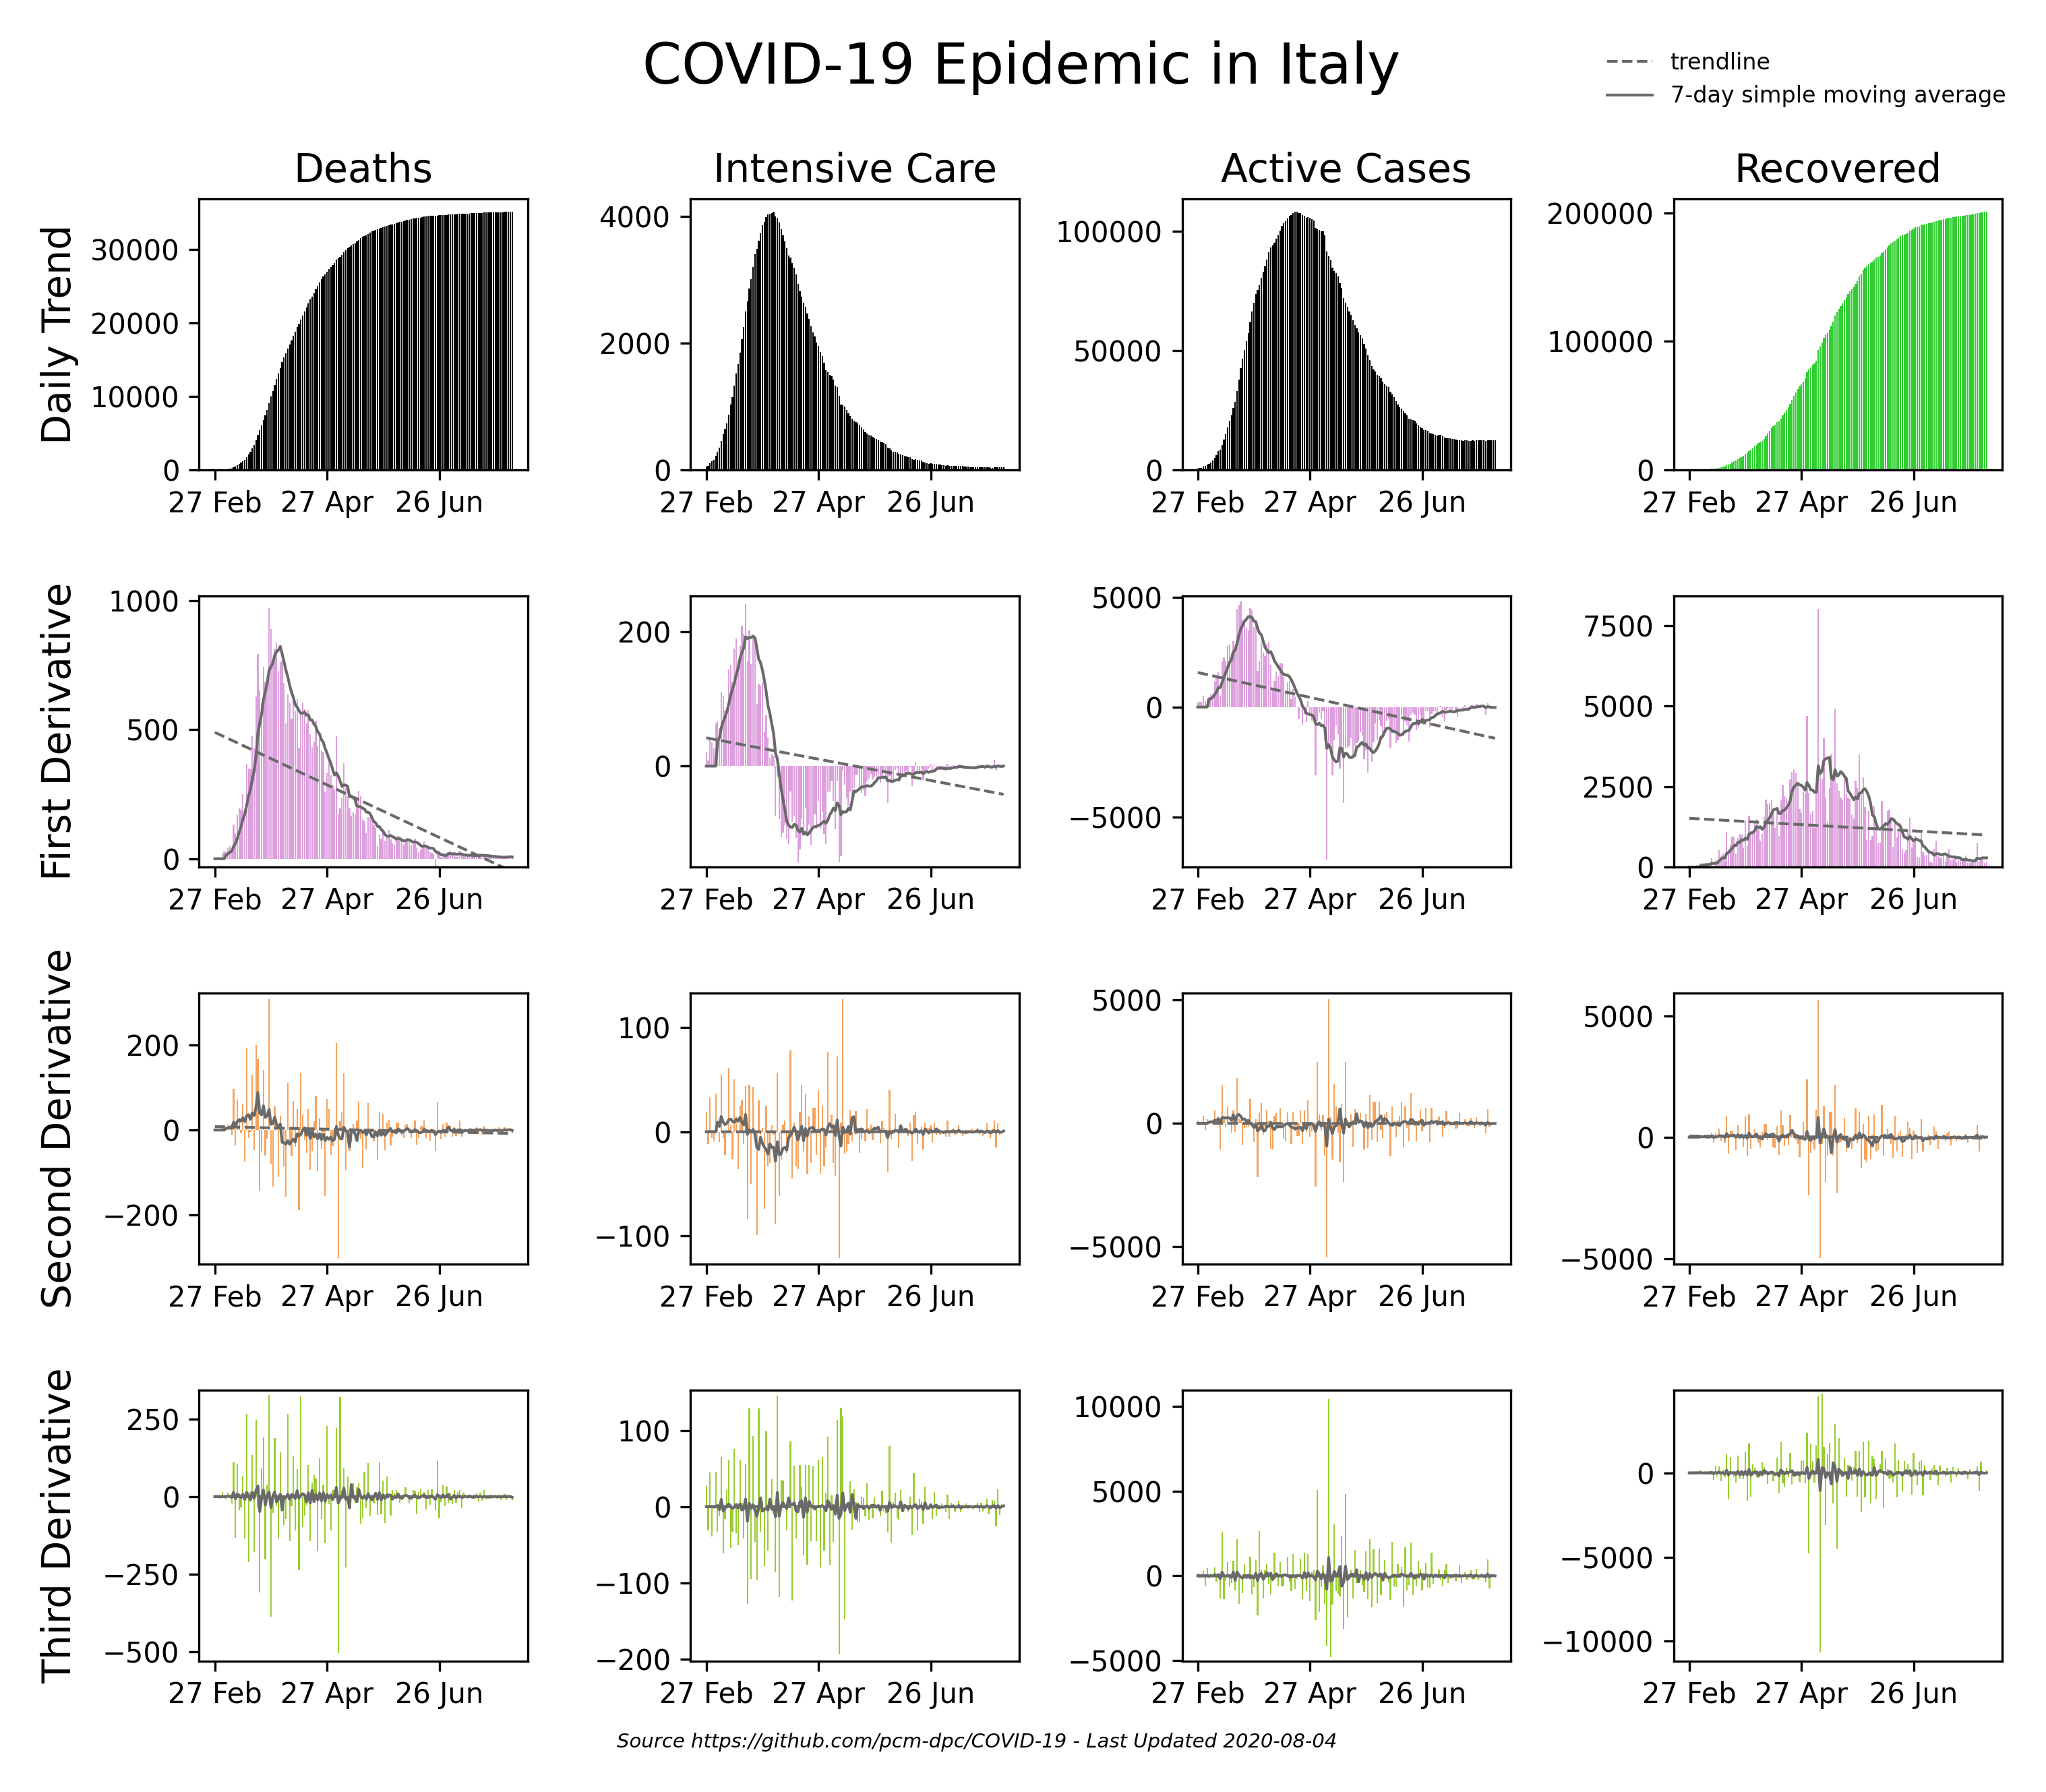 COVID-19 Epidemic in Italy
trendline
7-day simple moving average
Deaths
Intensive Care
Active Cases
Recovered
Daily Trend
30000
20000
10000
0
27 Feb 27 Apr 26 Jun
4000
2000
0
27 Feb 27 Apr 26 Jun
100000
50000
0
27 Feb 27 Apr 26 Jun
200000
100000
0
27 Feb 27 Apr 26 Jun
First Derivative
1000
500
0
27 Feb 27 Apr 26 Jun
200
0
27 Feb 27 Apr 26 Jun
5000
0
−5000
27 Feb 27 Apr 26 Jun
7500
5000
2500
0
27 Feb 27 Apr 26 Jun
Second Derivative
200
0
−200
27 Feb 27 Apr 26 Jun
100
0
−100
27 Feb 27 Apr 26 Jun
5000
0
−5000
27 Feb 27 Apr 26 Jun
5000
0
−5000
27 Feb 27 Apr 26 Jun
Third Derivative
250
0
−250
−500
27 Feb 27 Apr 26 Jun
100
0
−100
−200
27 Feb 27 Apr 26 Jun
10000
5000
0
−5000
27 Feb 27 Apr 26 Jun
0
−5000
−10000
27 Feb 27 Apr 26 Jun
Source https://github.com/pcm-dpc/COVID-19 - Last Updated 2020-08-04